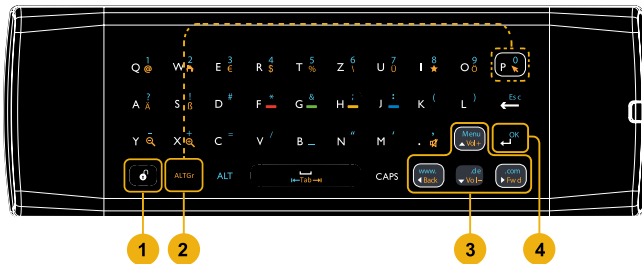 Q 1 @ W 2 E 3 € R 4 $ T 5 % Z 6 \ U 7 Ü I 8 ★ O 9 Ö P 0
A ? Ä S ! ß D # F * G & H ; J : K ( L ) Esc ←
Y - X + C = V / B _ N " M ' . , Menu ▲Vol+ OK
ALTGr ALT Tab CAPS www. ◀Back .de ▼Vol- .com ▶Fwd
1 2 3 4